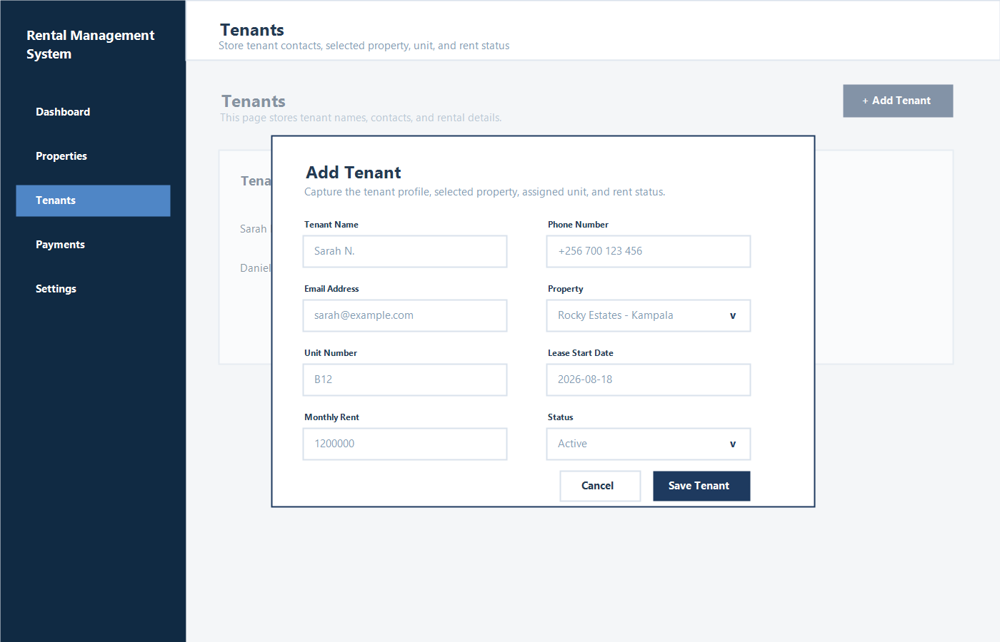 Rental Management
System
Dashboard
Properties
Tenants
Payments
Settings
Tenants
Store tenant contacts, selected property, unit, and rent status
Tenants
This page stores tenant names, contacts, and rental details.
+ Add Tenant
Sarah
Daniel
Add Tenant
Capture the tenant profile, selected property, assigned unit, and rent status.
Tenant Name
Phone Number
Sarah N.
+256 700 123 456
Email Address
Property
sarah@example.com
Rocky Estates - Kampala v
Unit Number
Lease Start Date
B12
2026-08-18
Monthly Rent
Status
1200000
Active v
Cancel
Save Tenant